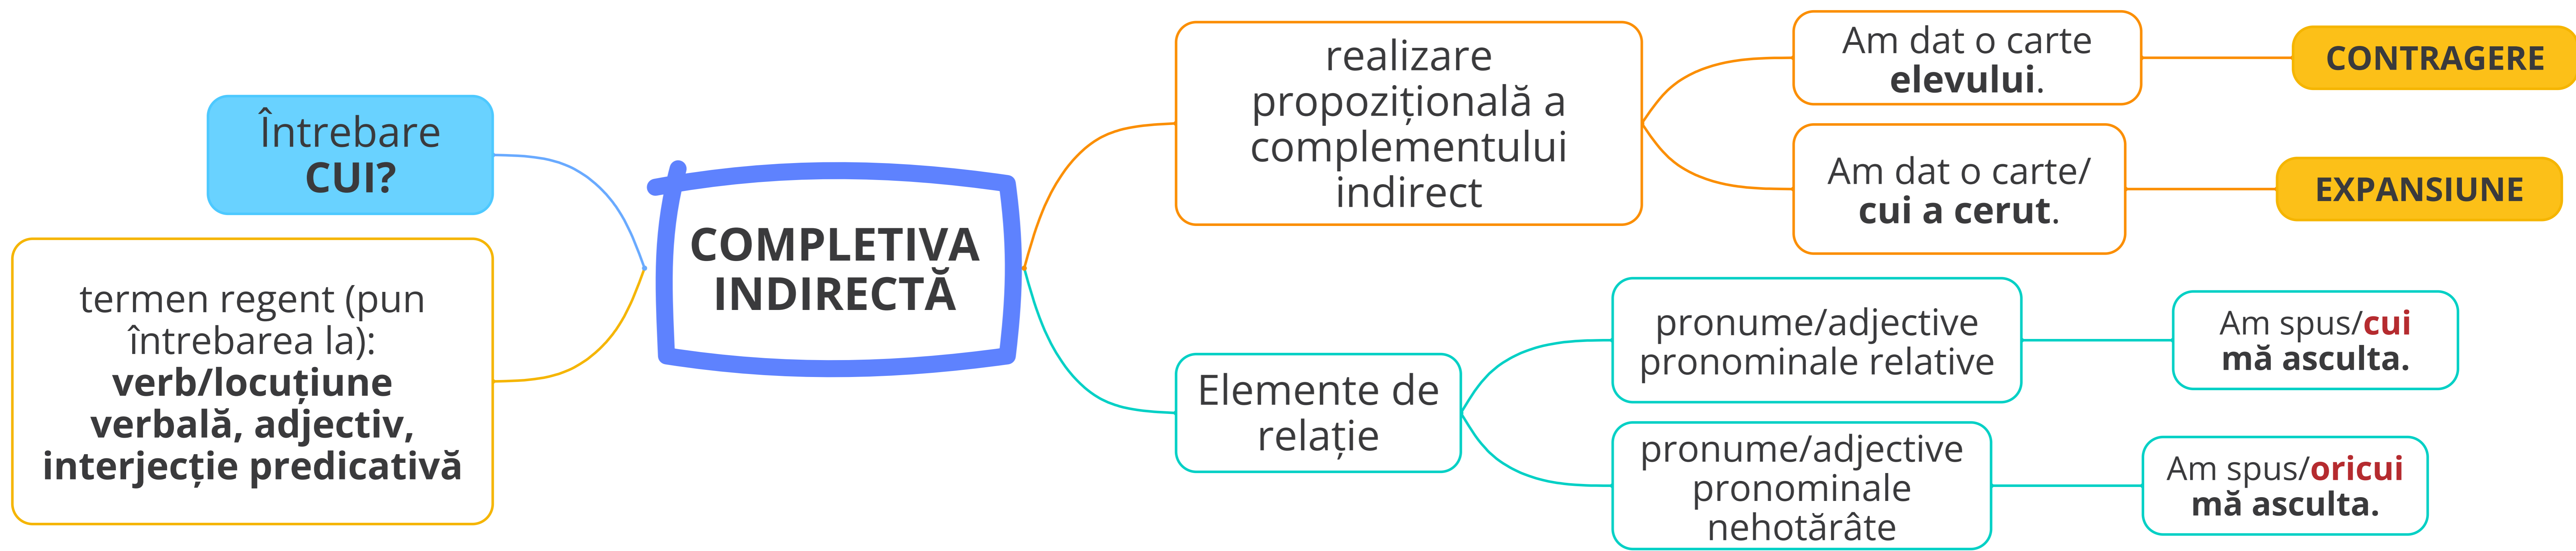 Întrebare
CUI?
termen regent (pun
întrebarea la):
verb/locuțiune
verbală, adjectiv,
interjecție predicativă
COMPLETIVA
INDIRECTĂ
realizare
propozițională a
complementului
indirect
Am dat o carte
elevului.
CONTRAGERE
Am dat o carte/
cui a cerut.
EXPANSIUNE
Elemente de
relație
pronume/adjective
pronominale relative
Am spus/cui
mă asculta.
pronume/adjective
pronominale
nehotărâte
Am spus/oricui
mă asculta.